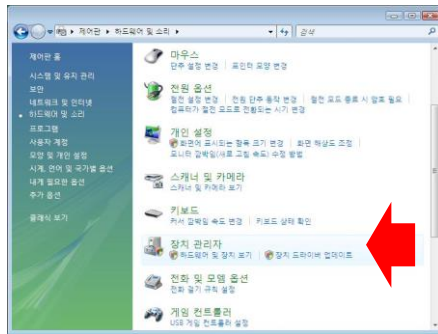 제어판 ▸ 하드웨어 및 소리 ▸
검색
제어판 홈
시스템 및 유지 관리
보안
네트워크 및 인터넷
하드웨어 및 소리
프로그램
사용자 계정
모양 및 개인 설정
시계, 언어 및 국가별 옵션
내게 필요한 옵션
추가 옵션
클래식 보기
마우스
단추 설정 변경 | 포인터 모양 변경
전원 옵션
절전 설정 변경 | 전원 단추 동작 변경 | 절전 모드 종료 시 암호 필요
컴퓨터가 절전 모드로 전환되는 시기 변경
개인 설정
화면에 표시되는 항목 크기 변경 | 화면 해상도 조정
모니터 깜박임(새로 고침 속도) 수정 방법
스캐너 및 카메라
스캐너 및 카메라 보기
키보드
커서 깜박임 속도 변경 | 키보드 상태 확인
장치 관리자
하드웨어 및 장치 보기 | 장치 드라이버 업데이트
전화 및 모뎀 옵션
전화 걸기 규칙 설정
게임 컨트롤러
USB 게임 컨트롤러 설정